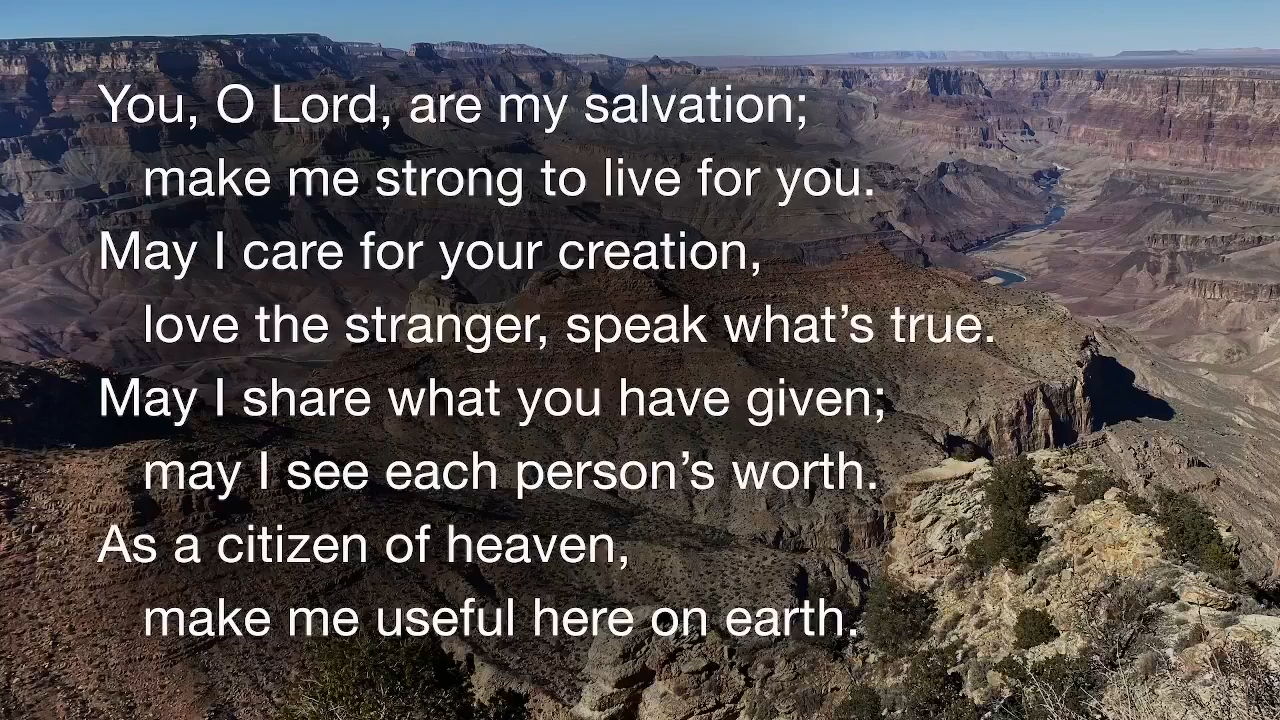 You, O Lord, are my salvation;
make me strong to live for you.
May I care for your creation,
love the stranger, speak what’s true.
May I share what you have given;
may I see each person’s worth.
As a citizen of heaven,
make me useful here on earth.